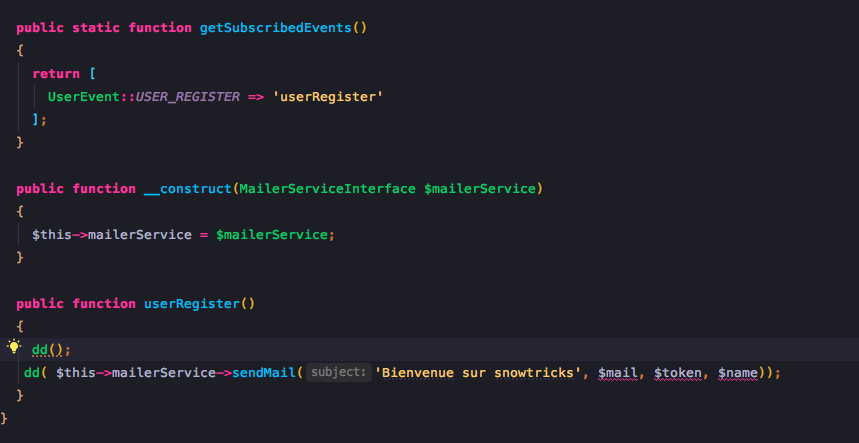 public static function getSubscribedEvents()
{
return [
UserEvent::USER_REGISTER => 'userRegister'
];
}
public function __construct(MailerServiceInterface $mailerService)
{
$this->mailerService = $mailerService;
}
public function userRegister()
{
dd();
dd( $this->mailerService->sendMail( subject: 'Bienvenue sur snowtricks', $mail, $token, $name));
}
}